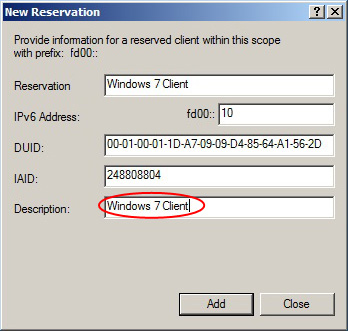 New Reservation
Provide information for a reserved client within this scope
with prefix: fd00::
Reservation Windows 7 Client
IPv6 Address: fd00:: 10
DUID: 00-01-00-01-1D-A7-09-09-D4-85-64-A1-56-2D
IAID: 248808804
Description: Windows 7 Client
Add Close